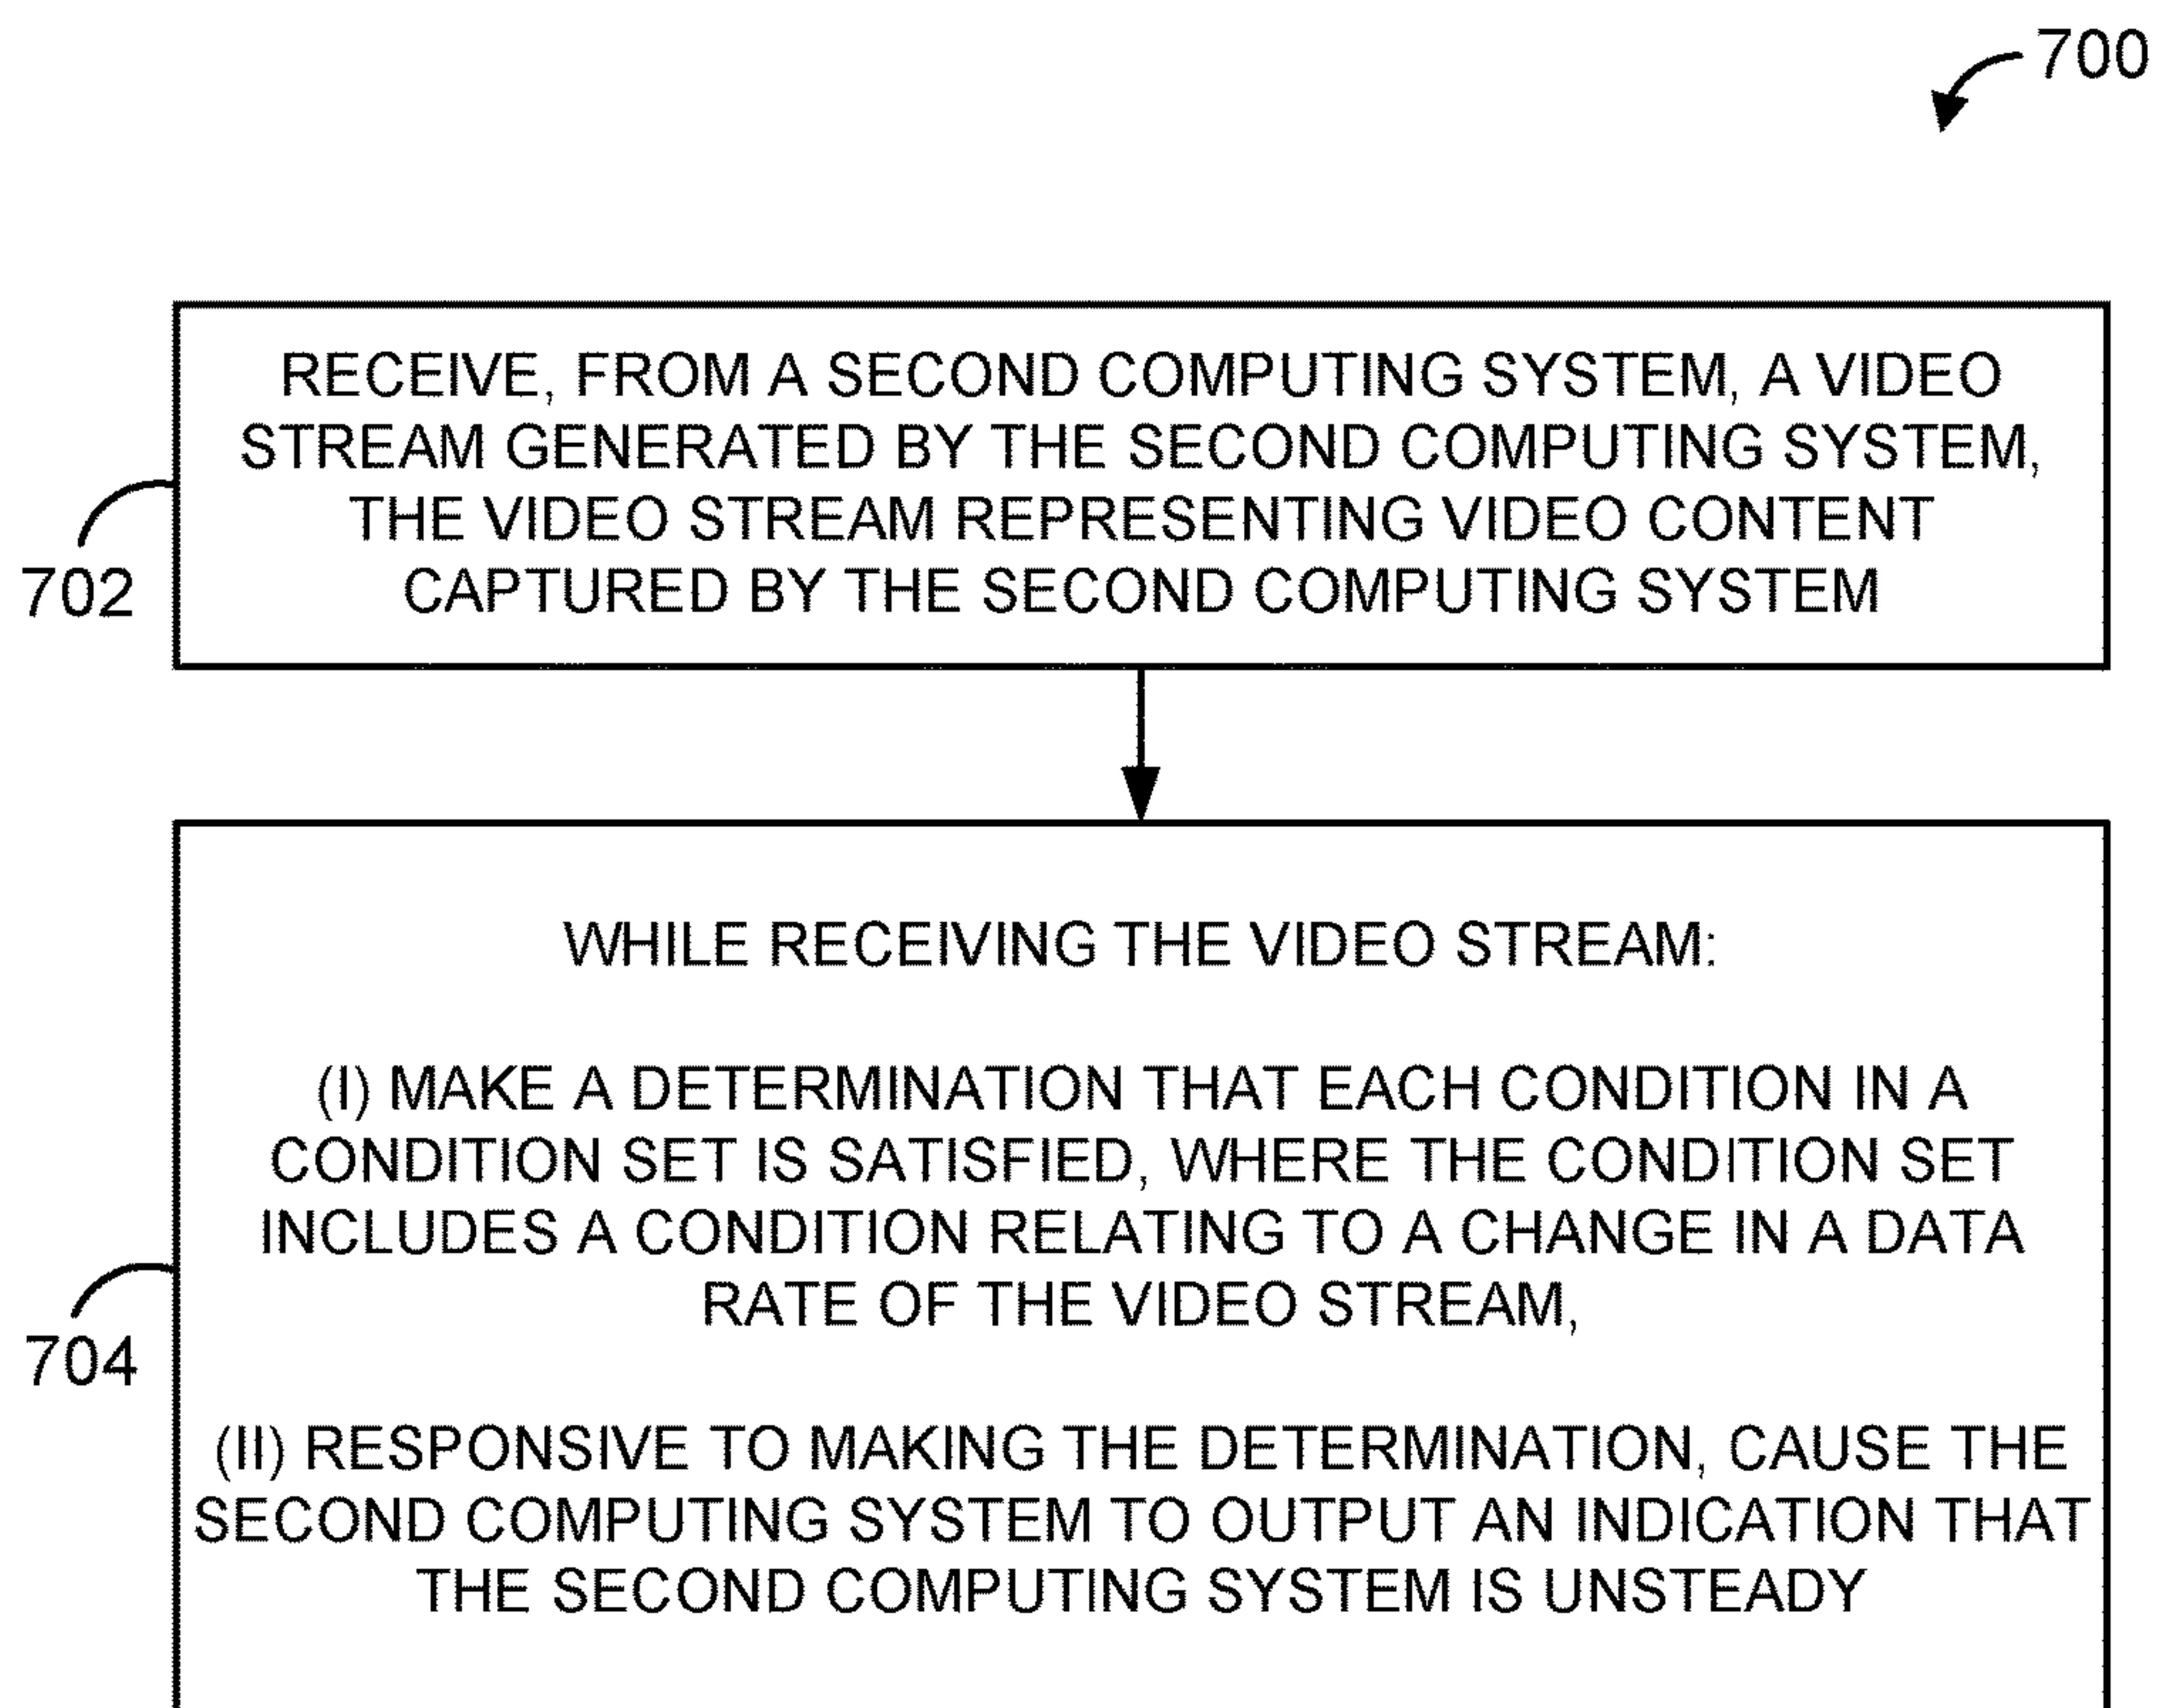 700
RECEIVE, FROM A SECOND COMPUTING SYSTEM, A VIDEO
STREAM GENERATED BY THE SECOND COMPUTING SYSTEM,
THE VIDEO STREAM REPRESENTING VIDEO CONTENT
CAPTURED BY THE SECOND COMPUTING SYSTEM
702
WHILE RECEIVING THE VIDEO STREAM:
(I) MAKE A DETERMINATION THAT EACH CONDITION IN A
CONDITION SET IS SATISFIED, WHERE THE CONDITION SET
INCLUDES A CONDITION RELATING TO A CHANGE IN A DATA
RATE OF THE VIDEO STREAM,
704
(II) RESPONSIVE TO MAKING THE DETERMINATION, CAUSE THE
SECOND COMPUTING SYSTEM TO OUTPUT AN INDICATION THAT
THE SECOND COMPUTING SYSTEM IS UNSTEADY